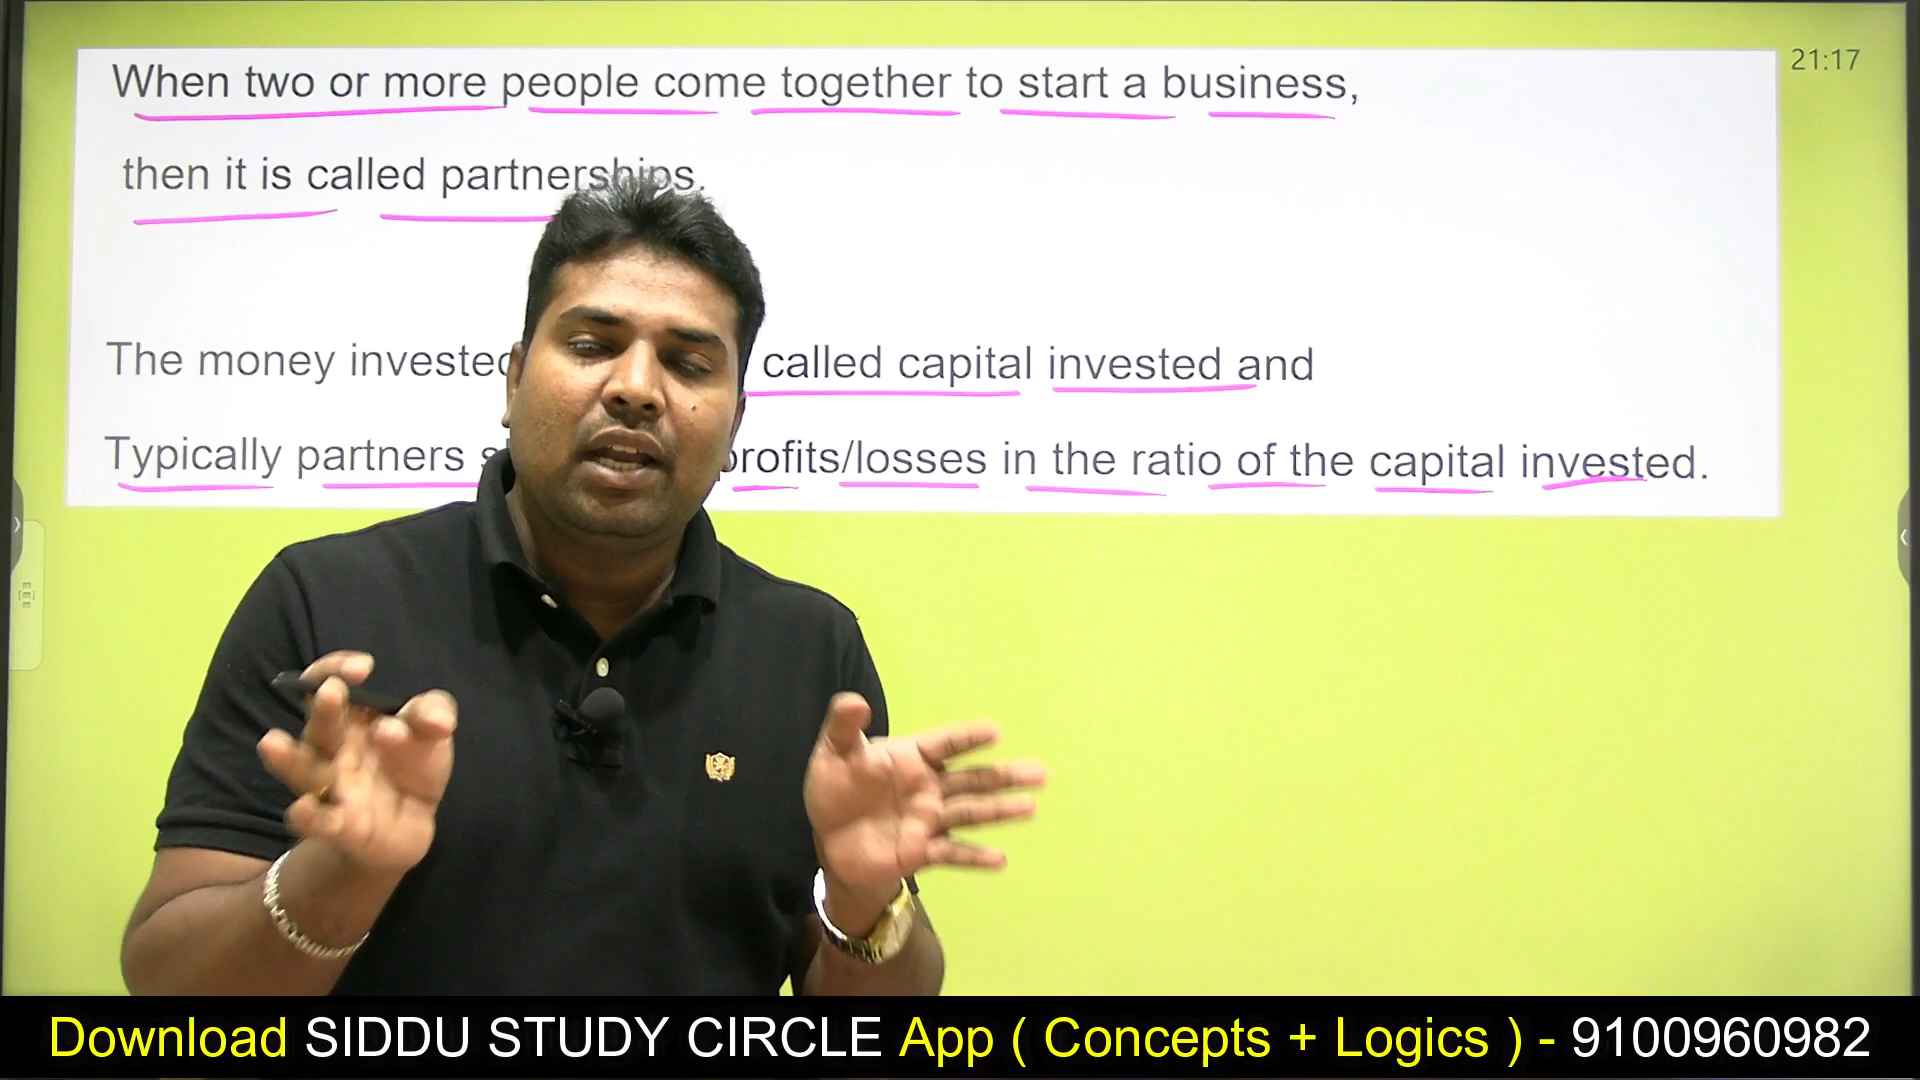 When two or more people come together to start a business,
21:17
then it is called partnerships.
The money invested called capital invested and
Typically partners profits/losses in the ratio of the capital invested.
Download SIDDU STUDY CIRCLE App ( Concepts + Logics ) - 9100960982